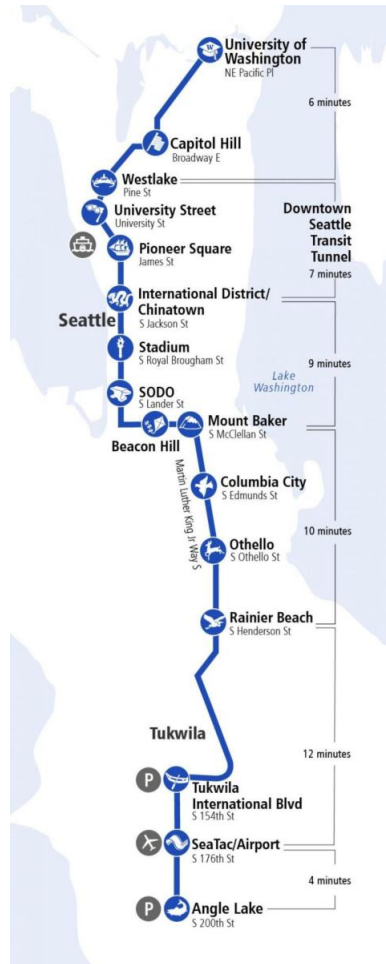 University of
Washington
NE Pacific Pl
6 minutes
Capitol Hill
Broadway E
Westlake
Pine St
University Street
University St
Downtown
Seattle
Transit
Tunnel
7 minutes
Pioneer Square
James St
International District/
Chinatown
S Jackson St
Seattle
Stadium
S Royal Brougham St
9 minutes
Lake
Washington
SODO
S Lander St
Mount Baker
S McClellan St
Beacon Hill
Martin Luther King Jr Way S
Columbia City
S Edmunds St
10 minutes
Othello
S Othello St
Rainier Beach
S Henderson St
Tukwila
12 minutes
P
Tukwila
International Blvd
S 154th St
SeaTac/Airport
S 176th St
4 minutes
P
Angle Lake
S 200th St